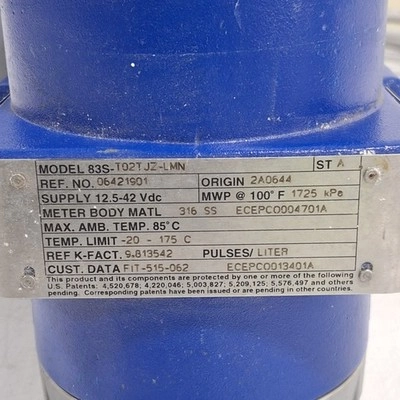 MODEL 83S-T02TJZ-LMN ST A
REF. NO. 06421901 ORIGIN 2A0644
SUPPLY 12.5-42 Vdc MWP @ 100° F 1725 kPa
METER BODY MATL 316 SS ECEPCO004701A
MAX. AMB. TEMP. 85°C
TEMP. LIMIT -20 - 175 C
REF K-FACT. 9.813542 PULSES/ LITER
CUST. DATA FIT-515-062 ECEPCO013401A
This product and its components are protected by one or more of the following
U.S. Patents: 4,520,678; 4,220,046; 5,003,827; 5,209,125; 5,576,497 and others
pending. Corresponding patents have been issued or are pending in other countries.